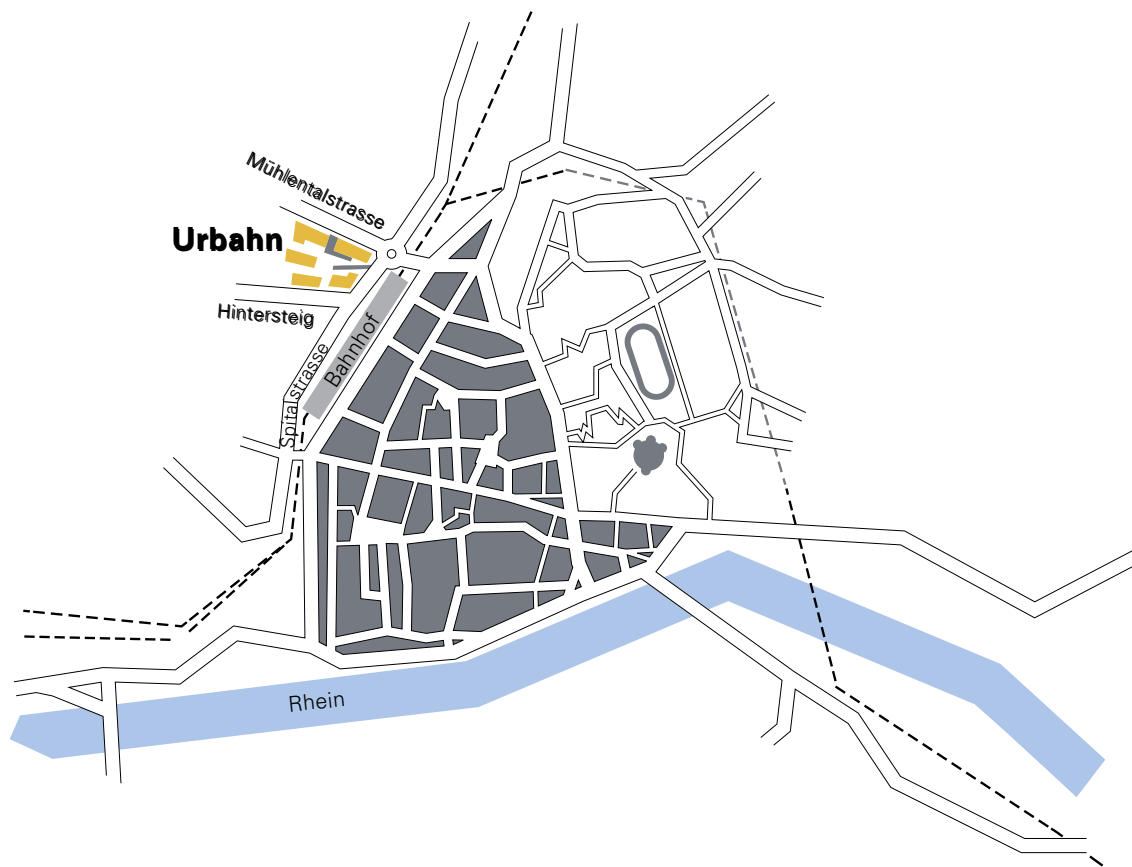 Mühlentalstrasse
Urbahn
Hintersteig
Spitalstrasse
Bahnhof
Rhein